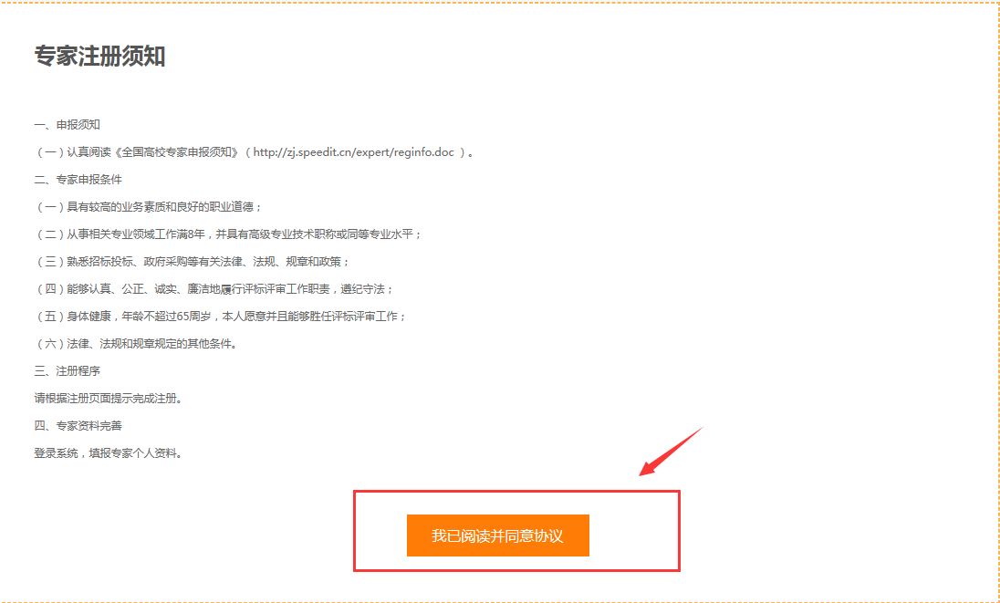 专家注册须知
一、申报须知
（一）认真阅读《全国高校专家申报须知》（http://zj.speedit.cn/expert/reginfo.doc ）。
二、专家申报条件
（一）具有较高的业务素质和良好的职业道德；
（二）从事相关专业领域工作满8年，并具有高级专业技术职称或同等专业水平；
（三）熟悉招标投标、政府采购等有关法律、法规、规章和政策；
（四）能够认真、公正、诚实、廉洁地履行评标评审工作职责，遵纪守法；
（五）身体健康，年龄不超过65周岁，本人愿意并且能够胜任评标评审工作；
（六）法律、法规和规章规定的其他条件。
三、注册程序
请根据注册页面提示完成注册。
四、专家资料完善
登录系统，填报专家个人资料。
我已阅读并同意协议